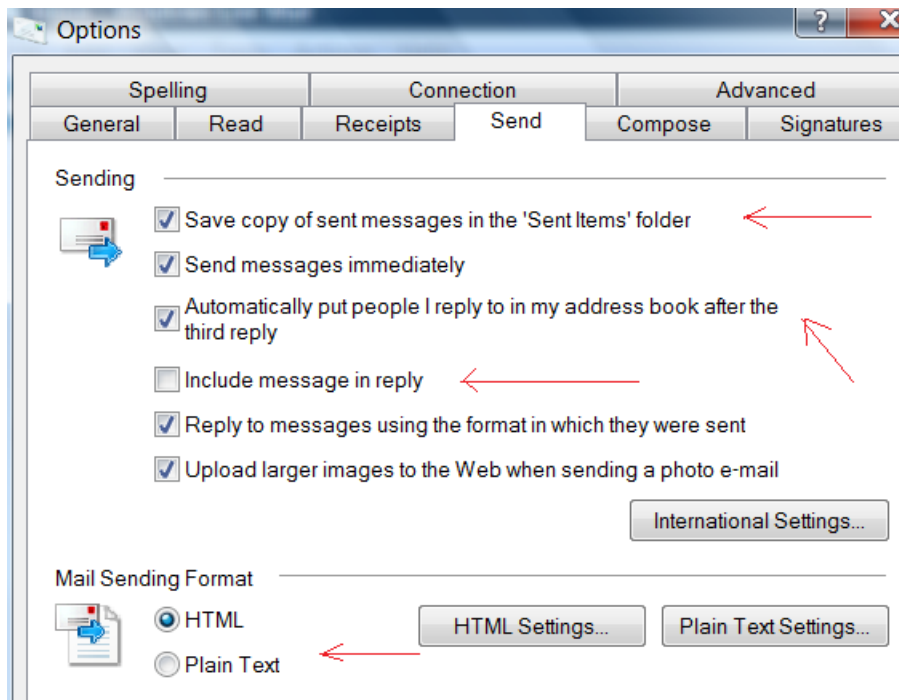 Options
Spelling Connection Advanced
General Read Receipts Send Compose Signatures
Sending
Save copy of sent messages in the 'Sent Items' folder
Send messages immediately
Automatically put people I reply to in my address book after the
third reply
Include message in reply
Reply to messages using the format in which they were sent
Upload larger images to the Web when sending a photo e-mail
International Settings...
Mail Sending Format
HTML HTML Settings... Plain Text Settings...
Plain Text